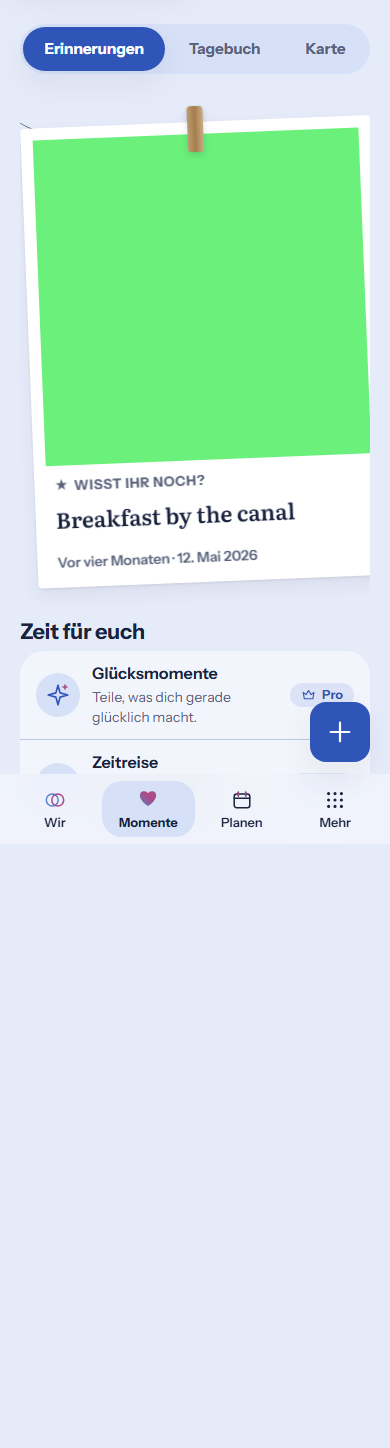 Erinnerungen Tagebuch Karte
★ WISST IHR NOCH?
Breakfast by the canal
Vor vier Monaten · 12. Mai 2026
Zeit für euch
Glücksmomente
Teile, was dich gerade
glücklich macht.
Pro
Zeitreise
Wir Momente Planen Mehr